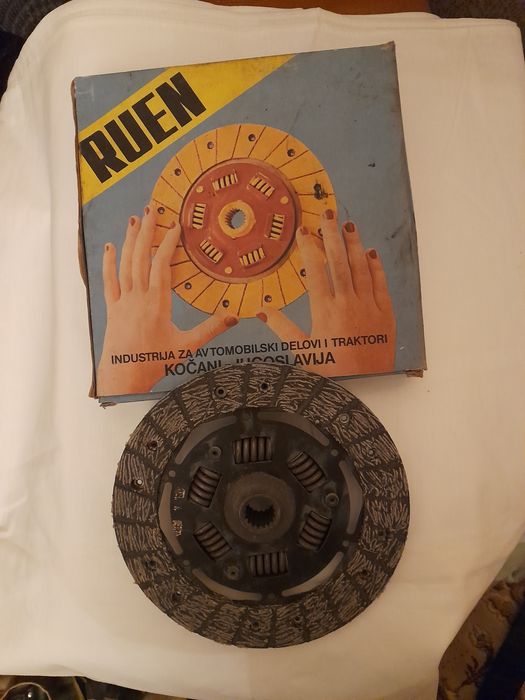 RUEN
INDUSTRIJA ZA AVTOMOBILSKI DELOVI I TRAKTORI
KOČANI-JUGOSLAVIJA